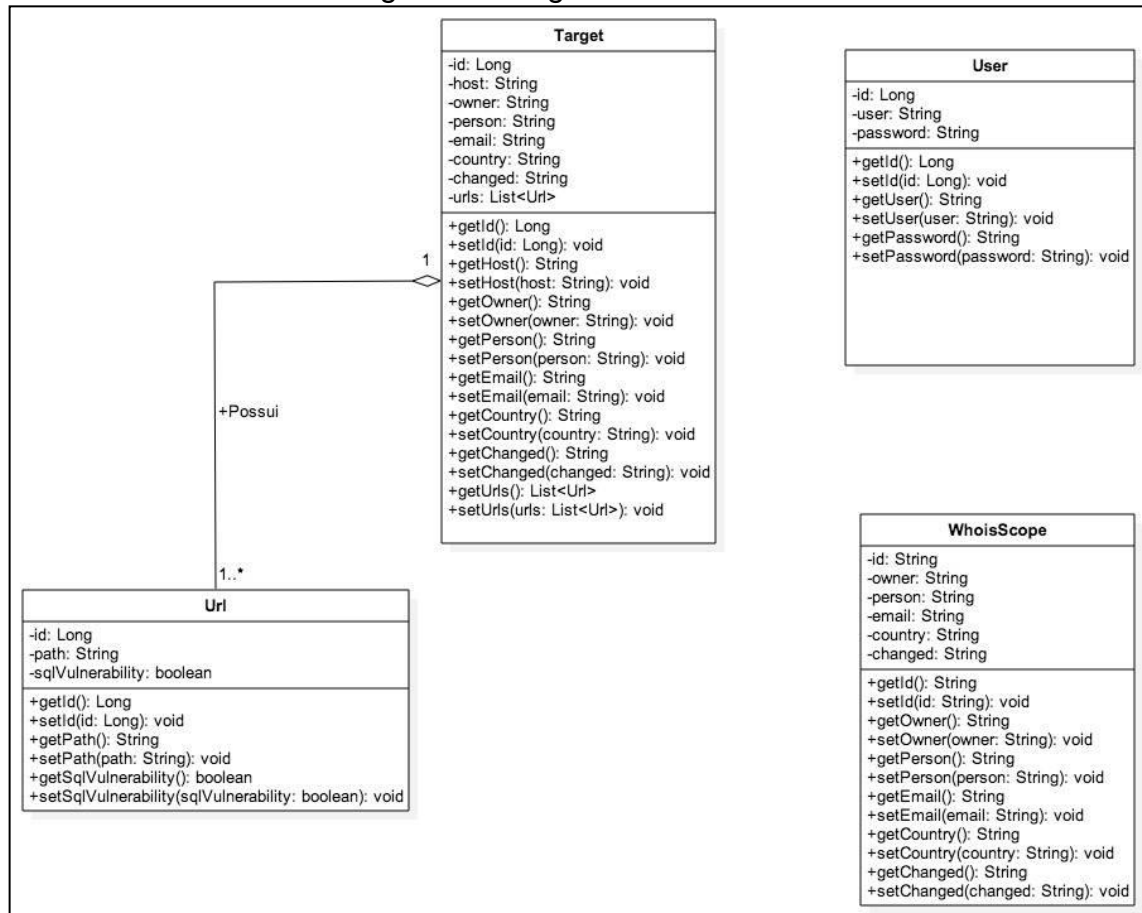 Target
-id: Long
-host: String
-owner: String
-person: String
-email: String
-country: String
-changed: String
-urls: List<Url>
+getId(): Long
+setId(id: Long): void
+getHost(): String
+setHost(host: String): void
+getOwner(): String
+setOwner(owner: String): void
+getPerson(): String
+setPerson(person: String): void
+getEmail(): String
+setEmail(email: String): void
+getCountry(): String
+setCountry(country: String): void
+getChanged(): String
+setChanged(changed: String): void
+getUrls(): List<Url>
+setUrls(urls: List<Url>): void
User
-id: Long
-user: String
-password: String
+getId(): Long
+setId(id: Long): void
+getUser(): String
+setUser(user: String): void
+getPassword(): String
+setPassword(password: String): void
1
+Possui
1..*
Url
-id: Long
-path: String
-sqlVulnerability: boolean
+getId(): Long
+setId(id: Long): void
+getPath(): String
+setPath(path: String): void
+getSqlVulnerability(): boolean
+setSqlVulnerability(sqlVulnerability: boolean): void
WhoisScope
-id: String
-owner: String
-person: String
-email: String
-country: String
-changed: String
+getId(): String
+setId(id: String): void
+getOwner(): String
+setOwner(owner: String): void
+getPerson(): String
+setPerson(person: String): void
+getEmail(): String
+setEmail(email: String): void
+getCountry(): String
+setCountry(country: String): void
+getChanged(): String
+setChanged(changed: String): void